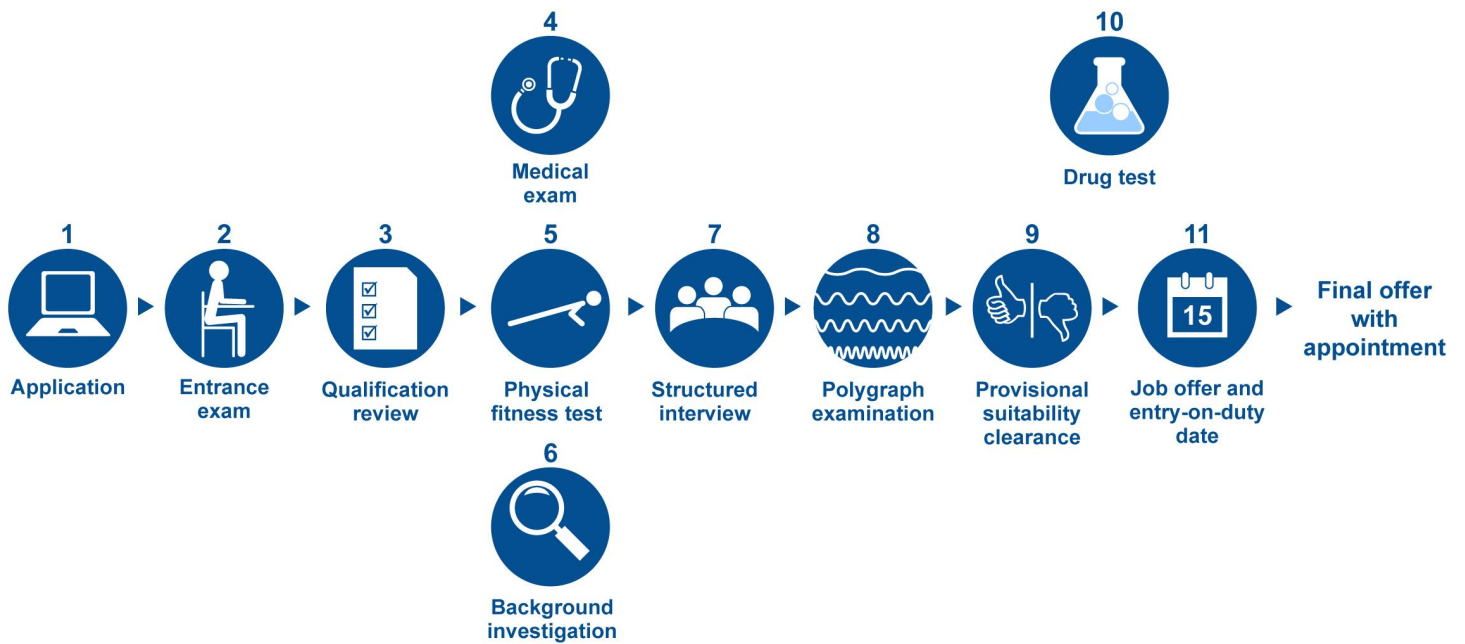 1
Application
2
Entrance
exam
3
Qualification
review
4
Medical
exam
5
Physical
fitness test
6
Background
investigation
7
Structured
interview
8
Polygraph
examination
9
Provisional
suitability
clearance
10
Drug test
11
15
Job offer and
entry-on-duty
date
Final offer
with
appointment